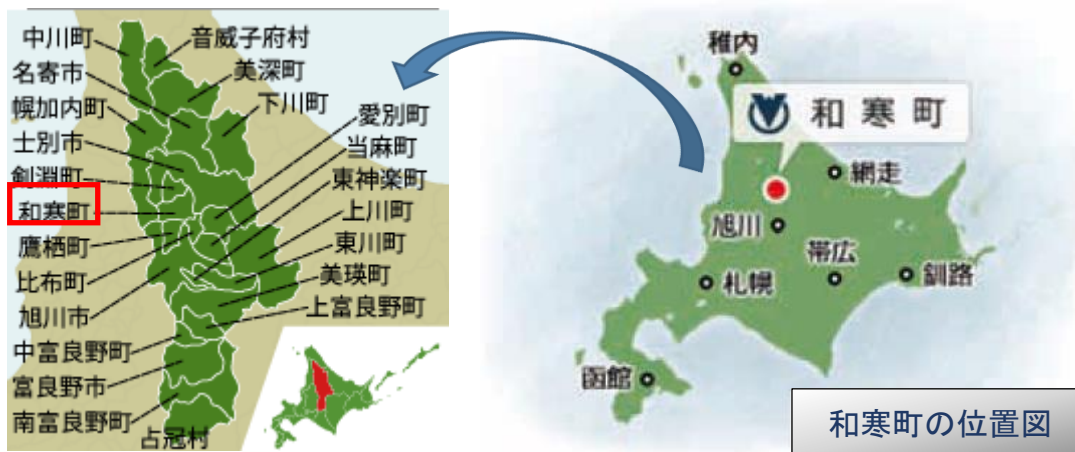 中川町
音威子府村
名寄市
美深町
幌加内町
下川町
士別市
愛別町
剣淵町
当麻町
和寒町
東神楽町
鷹栖町
上川町
比布町
東川町
旭川市
美瑛町
中富良野町
上富良野町
富良野市
南富良野町
占冠村
稚内
和寒町
網走
旭川
帯広
札幌
釧路
函館
和寒町の位置図